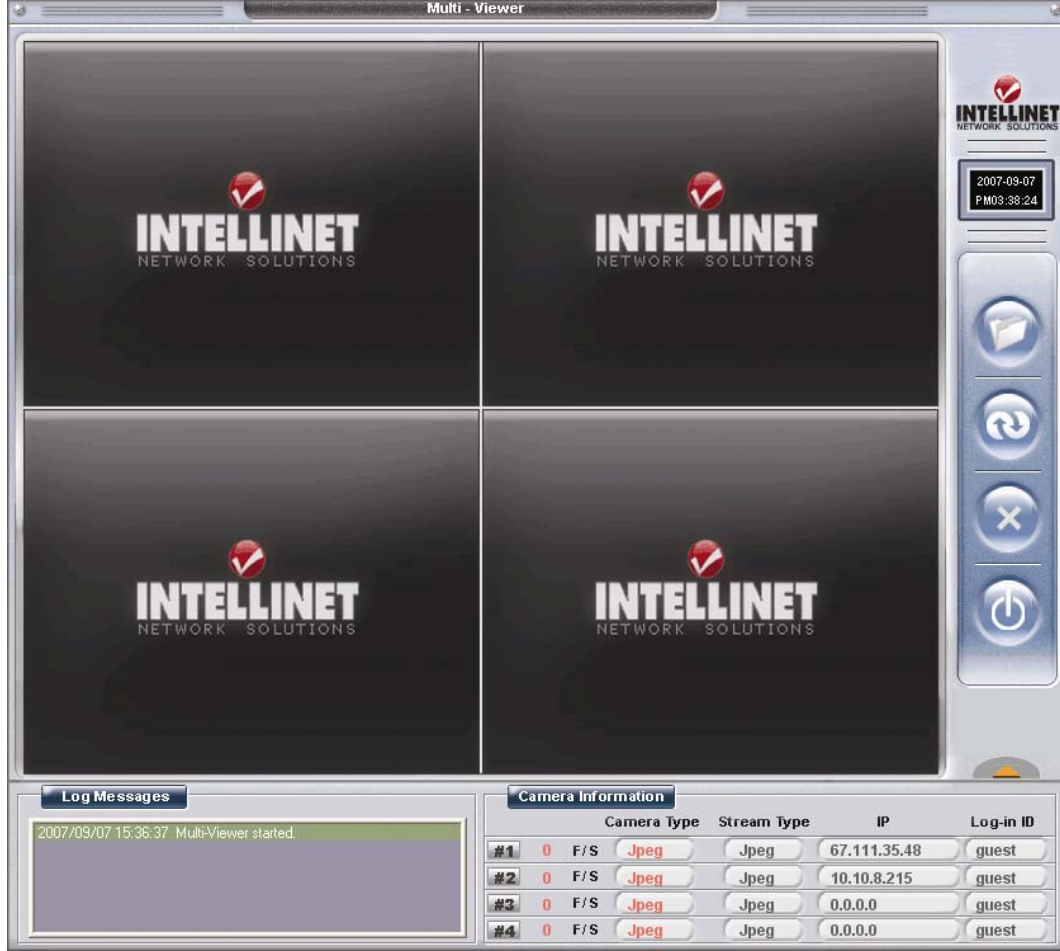 Multi - Viewer
INTELLINET
NETWORK SOLUTIONS
INTELLINET
NETWORK SOLUTIONS
INTELLINET
NETWORK SOLUTIONS
2007-09-07
PM03:38:24
INTELLINET
NETWORK SOLUTIONS
INTELLINET
NETWORK SOLUTIONS
Log Messages
2007/09/07 15:36:37 Multi-Viewer started.
Camera Information
Camera Type Stream Type IP Log-in ID
#1 0 F/S Jpeg Jpeg 67.111.35.48 guest
#2 0 F/S Jpeg Jpeg 10.10.8.215 guest
#3 0 F/S Jpeg Jpeg 0.0.0.0 guest
#4 0 F/S Jpeg Jpeg 0.0.0.0 guest